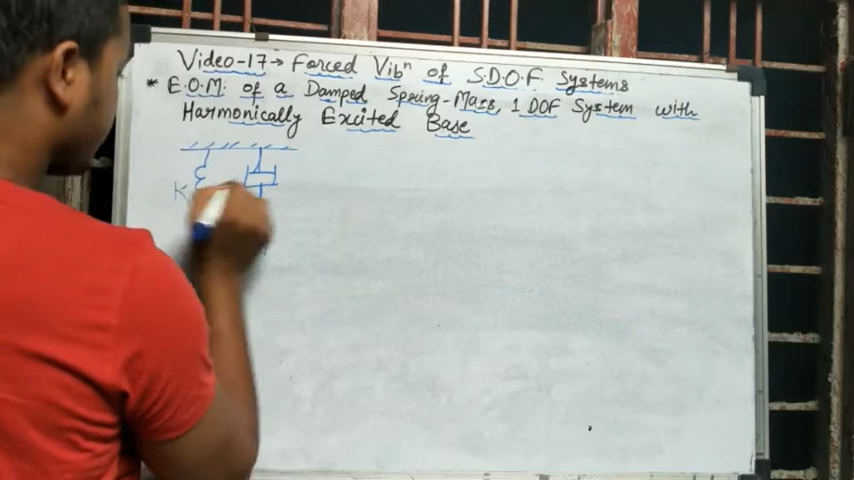 Video-17→ Forced Vibⁿ of S.D.O.F. Systems
* E.O.M. of a Damped Spring-Mass, 1 DOF System with
Harmonically Excited Base
K